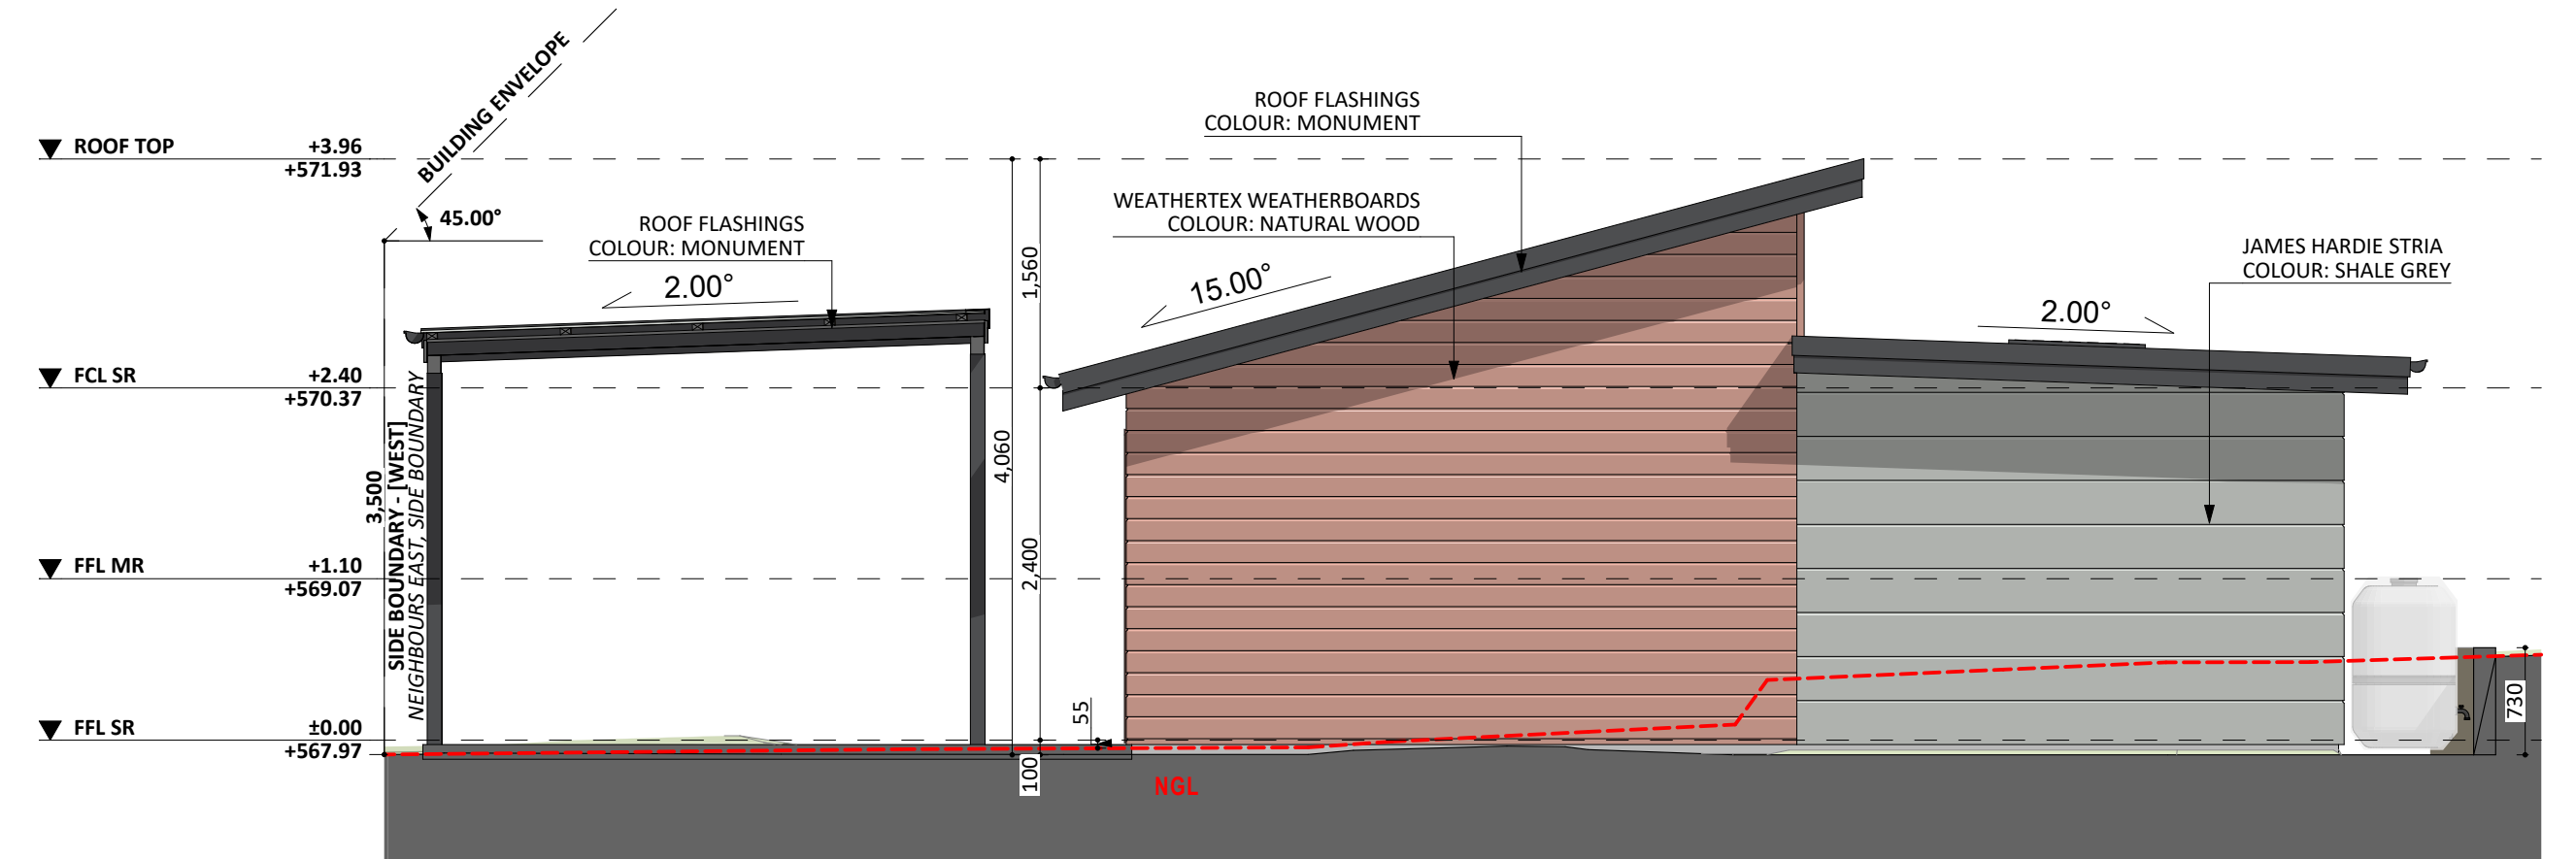 BUILDING ENVELOPE
45.00°
ROOF TOP +3.96
+571.93
FCL SR +2.40
+570.37
FFL MR +1.10
+569.07
FFL SR ±0.00
+567.97
3,500
SIDE BOUNDARY - [WEST]
NEIGHBOURS EAST, SIDE BOUNDARY
ROOF FLASHINGS
COLOUR: MONUMENT
2.00°
1,560
4,060
2,400
100
55
ROOF FLASHINGS
COLOUR: MONUMENT
WEATHERTEX WEATHERBOARDS
COLOUR: NATURAL WOOD
15.00°
NGL
JAMES HARDIE STRIA
COLOUR: SHALE GREY
2.00°
730